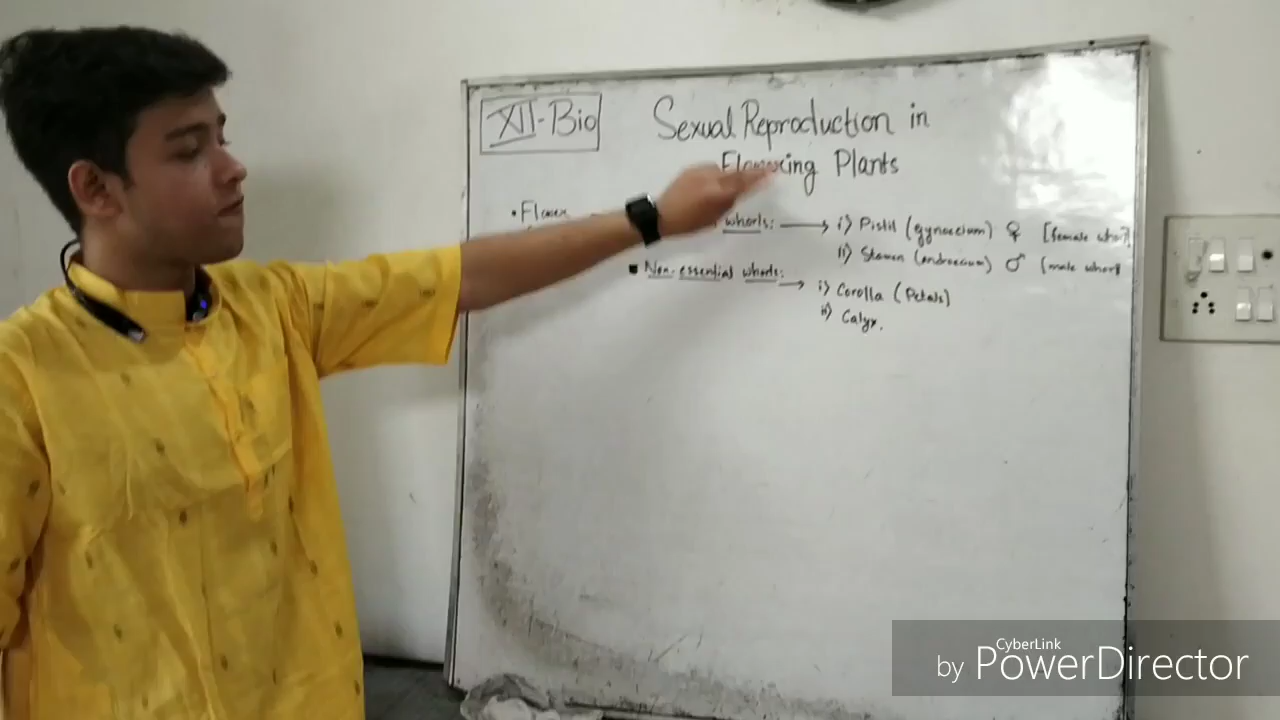 XII-Bio
Sexual Reproduction in
Flowering Plants
• Flower
whorls: → i) Pistil (gynoecium) ♀ [female whorl]
ii) Stamen (androecium) ♂ (male whorl
▪ Non-essential whorls: → i) Corolla (Petals)
ii) Calyx.
CyberLink
by PowerDirector